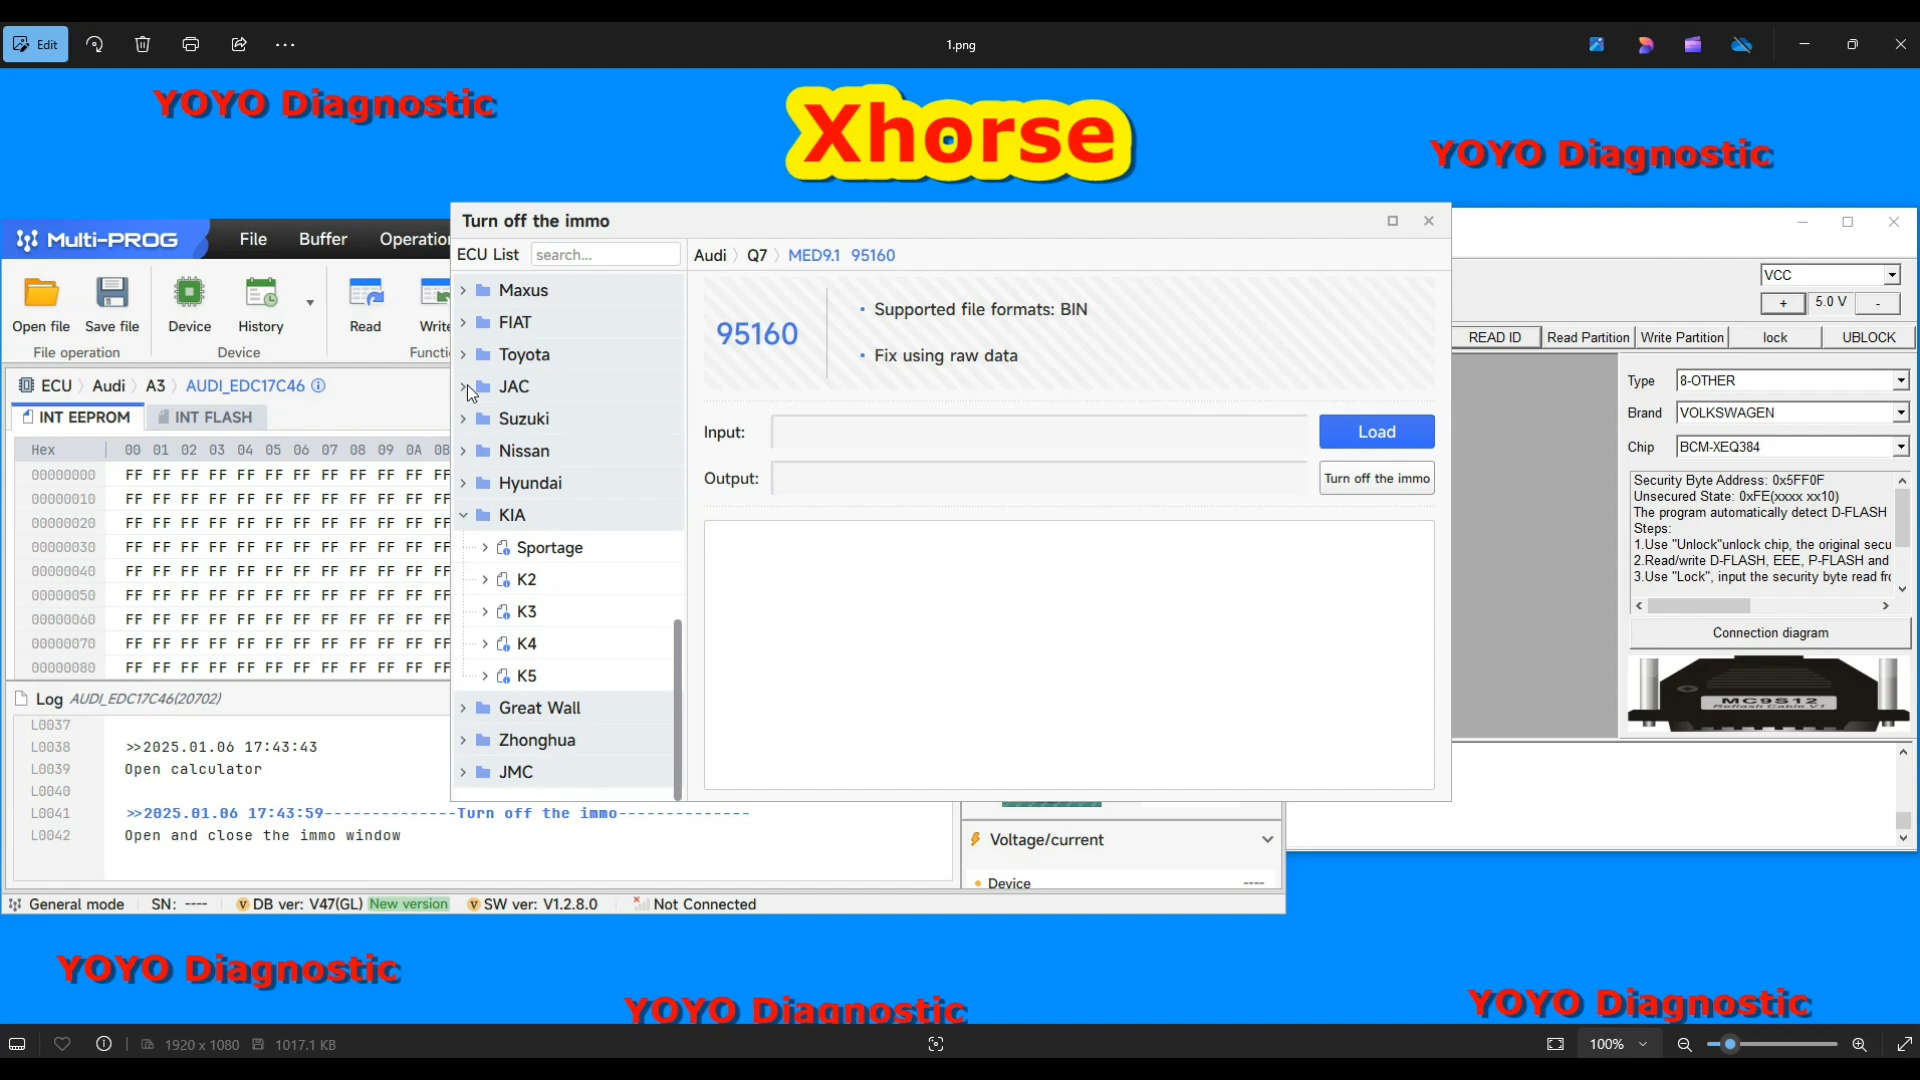 Edit
1.png
YOYO Diagnostic
Xhorse
YOYO Diagnostic
Multi-PROG
File Buffer
Open file Save file Device History Read
File operation Device
ECU Audi A3 AUDI_EDC17C46
INT EEPROM INT FLASH
Hex 00 01 02 03 04 05 06 07 08 09 0A 0B
00000000 FF FF FF FF FF FF FF FF FF FF FF FF
00000010 FF FF FF FF FF FF FF FF FF FF FF FF
00000020 FF FF FF FF FF FF FF FF FF FF FF FF
00000030 FF FF FF FF FF FF FF FF FF FF FF FF
00000040 FF FF FF FF FF FF FF FF FF FF FF FF
00000050 FF FF FF FF FF FF FF FF FF FF FF FF
00000060 FF FF FF FF FF FF FF FF FF FF FF FF
00000070 FF FF FF FF FF FF FF FF FF FF FF FF
00000080 FF FF FF FF FF FF FF FF FF FF FF FF
Log AUDI_EDC17C46(20702)
L0037
L0038 >>2025.01.06 17:43:43
L0039 Open calculator
L0040
L0041 >>2025.01.06 17:43:59--------------Turn off the immo--------------
L0042 Open and close the immo window
Turn off the immo
ECU List search...
Maxus
FIAT
Toyota
JAC
Suzuki
Nissan
Hyundai
KIA
Sportage
K2
K3
K4
K5
Great Wall
Zhonghua
JMC
Audi Q7 MED9.1 95160
95160
• Supported file formats: BIN
• Fix using raw data
Input: Load
Output: Turn off the immo
VCC
+ 5.0 V -
READ ID Read Partition Write Partition lock UBLOCK
Type 8-OTHER
Brand VOLKSWAGEN
Chip BCM-XEQ384
Security Byte Address: 0x5FF0F
Unsecured State: 0xFE(xxxx xx10)
The program automatically detect D-FLASH
Steps:
1.Use "Unlock"unlock chip, the original secu
2.Read/write D-FLASH, EEE, P-FLASH and
3.Use "Lock", input the security byte read
Connection diagram
MC9S12
Reflash Cable V1
Voltage/current
Device ----
General mode SN: ---- DB ver: V47(GL) New version SW ver: V1.2.8.0 Not Connected
YOYO Diagnostic
YOYO Diagnostic
YOYO Diagnostic
1920 x 1080 1017.1 KB 100%